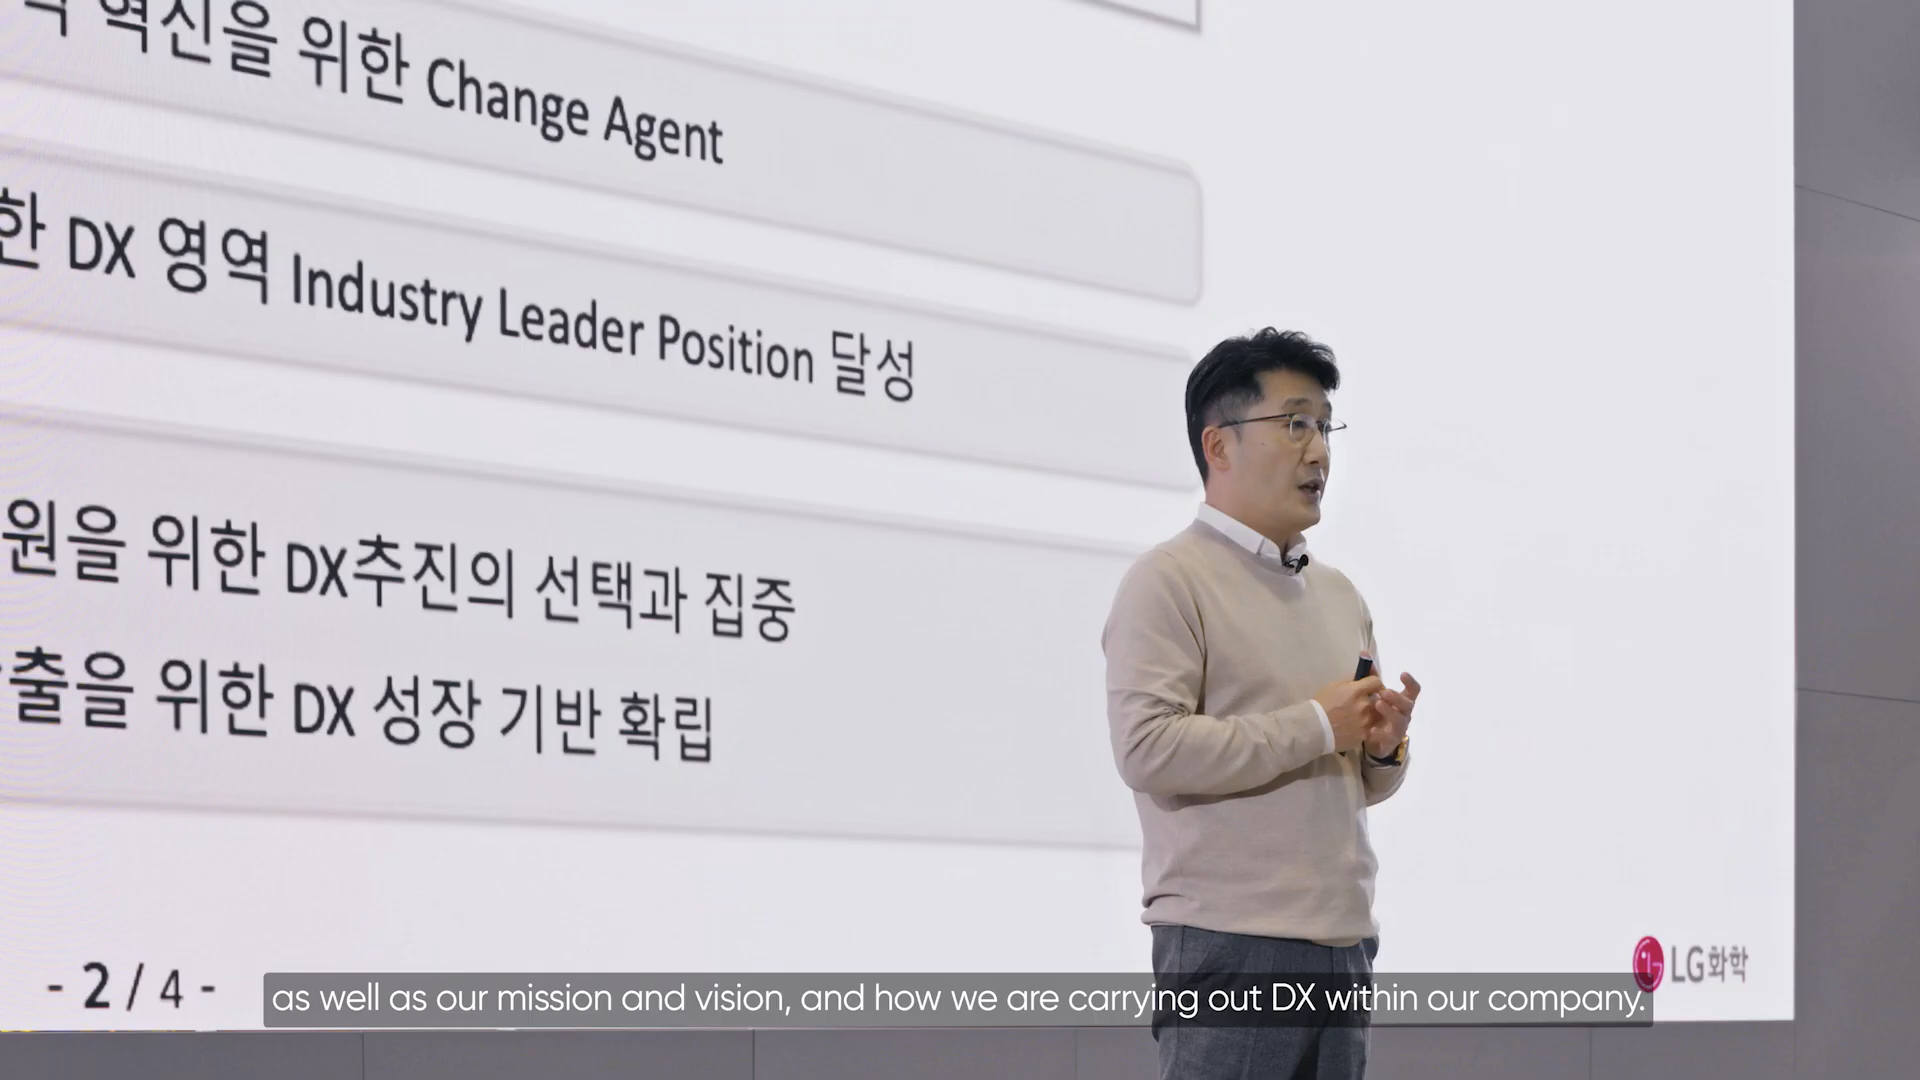 혁신을 위한 Change Agent
한 DX 영역 Industry Leader Position 달성
원을 위한 DX추진의 선택과 집중
출을 위한 DX 성장 기반 확립
- 2 / 4 -
LG화학
as well as our mission and vision, and how we are carrying out DX within our company.